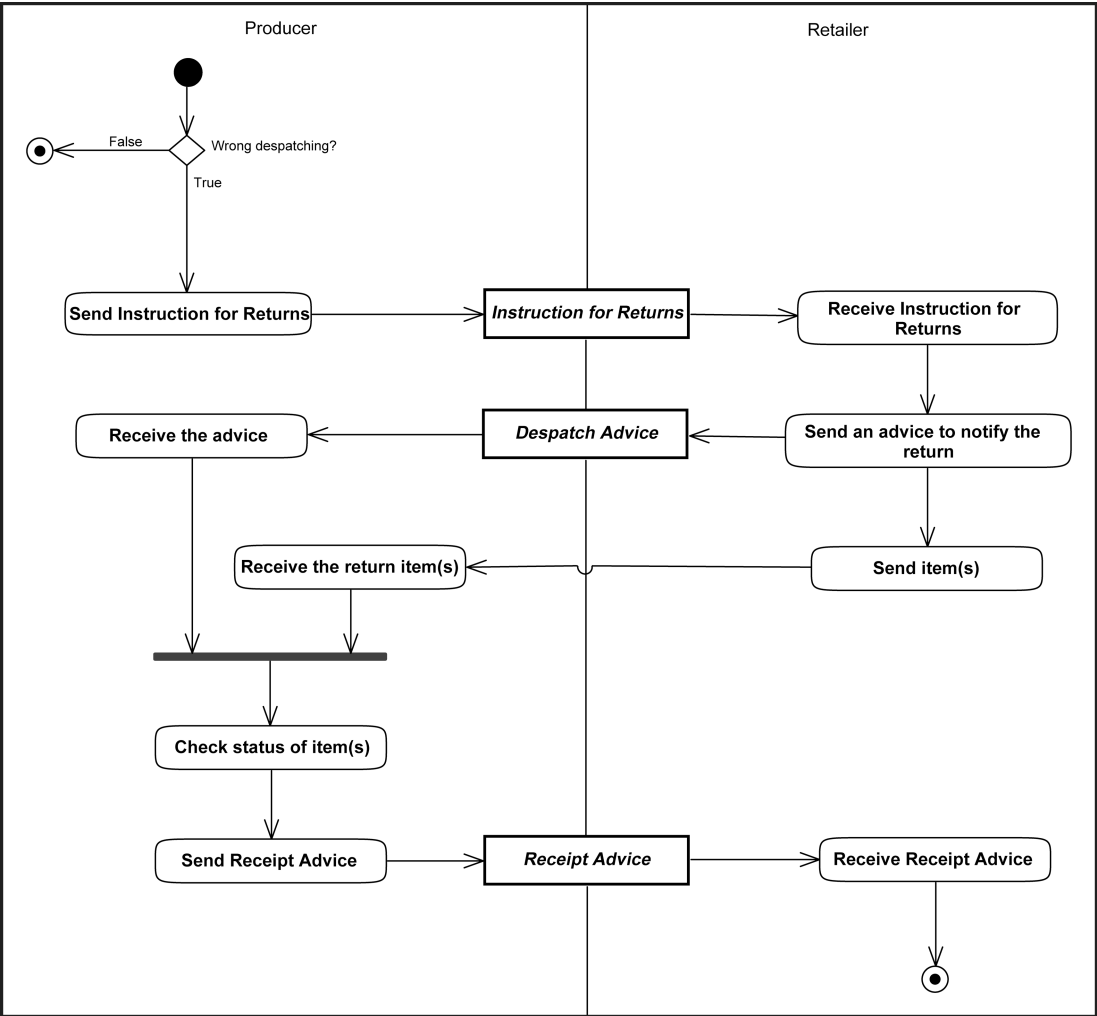 Producer
Retailer
False
Wrong despatching?
True
Send Instruction for Returns
Instruction for Returns
Receive Instruction for
Returns
Receive the advice
Despatch Advice
Send an advice to notify the
return
Receive the return item(s)
Send item(s)
Check status of item(s)
Send Receipt Advice
Receipt Advice
Receive Receipt Advice